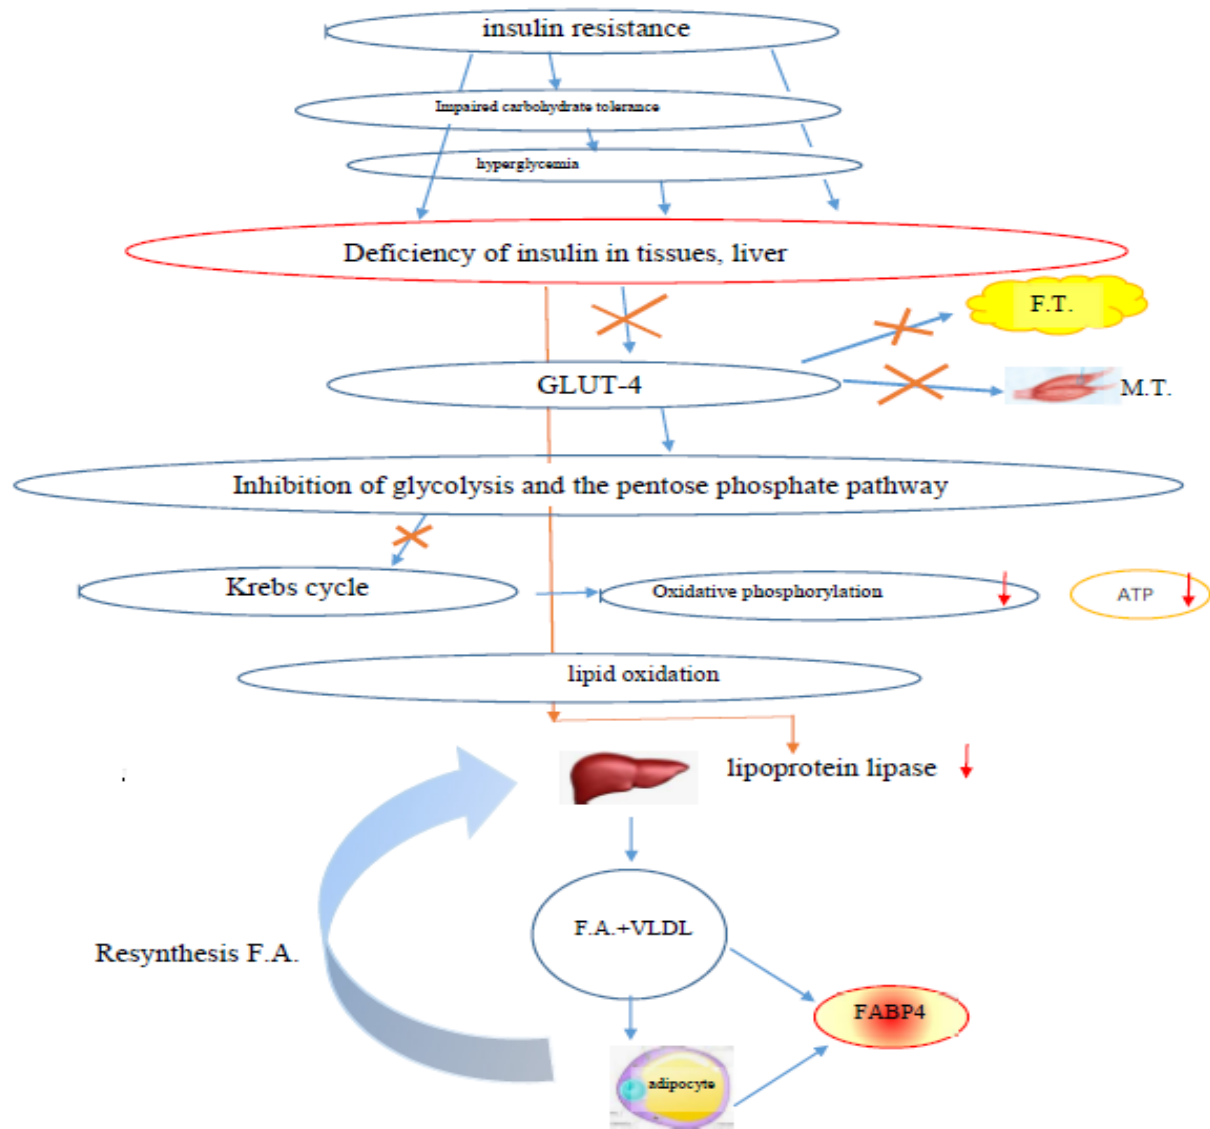 insulin resistance
Impaired carbohydrate tolerance
hyperglycemia
Deficiency of insulin in tissues, liver
F.T.
GLUT-4
M.T.
Inhibition of glycolysis and the pentose phosphate pathway
Krebs cycle
Oxidative phosphorylation
ATP
lipid oxidation
lipoprotein lipase
F.A.+VLDL
Resynthesis F.A.
FABP4
adipocyte